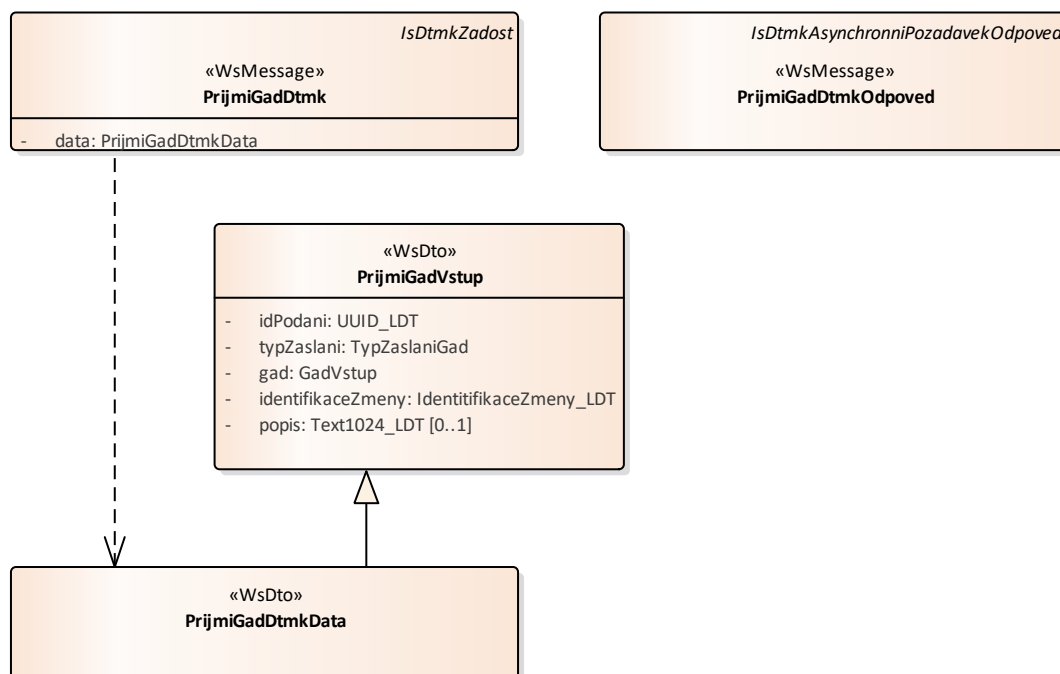 IsDtmkZadost
«WsMessage»
PrijmiGadDtmk
- data: PrijmiGadDtmkData
IsDtmkAsynchronniPozadavekOdpoved
«WsMessage»
PrijmiGadDtmkOdpoved
«WsDto»
PrijmiGadVstup
- idPodani: UUID_LDT
- typZaslani: TypZaslaniGad
- gad: GadVstup
- identifikaceZmeny: IdentitifikaceZmeny_LDT
- popis: Text1024_LDT [0..1]
«WsDto»
PrijmiGadDtmkData